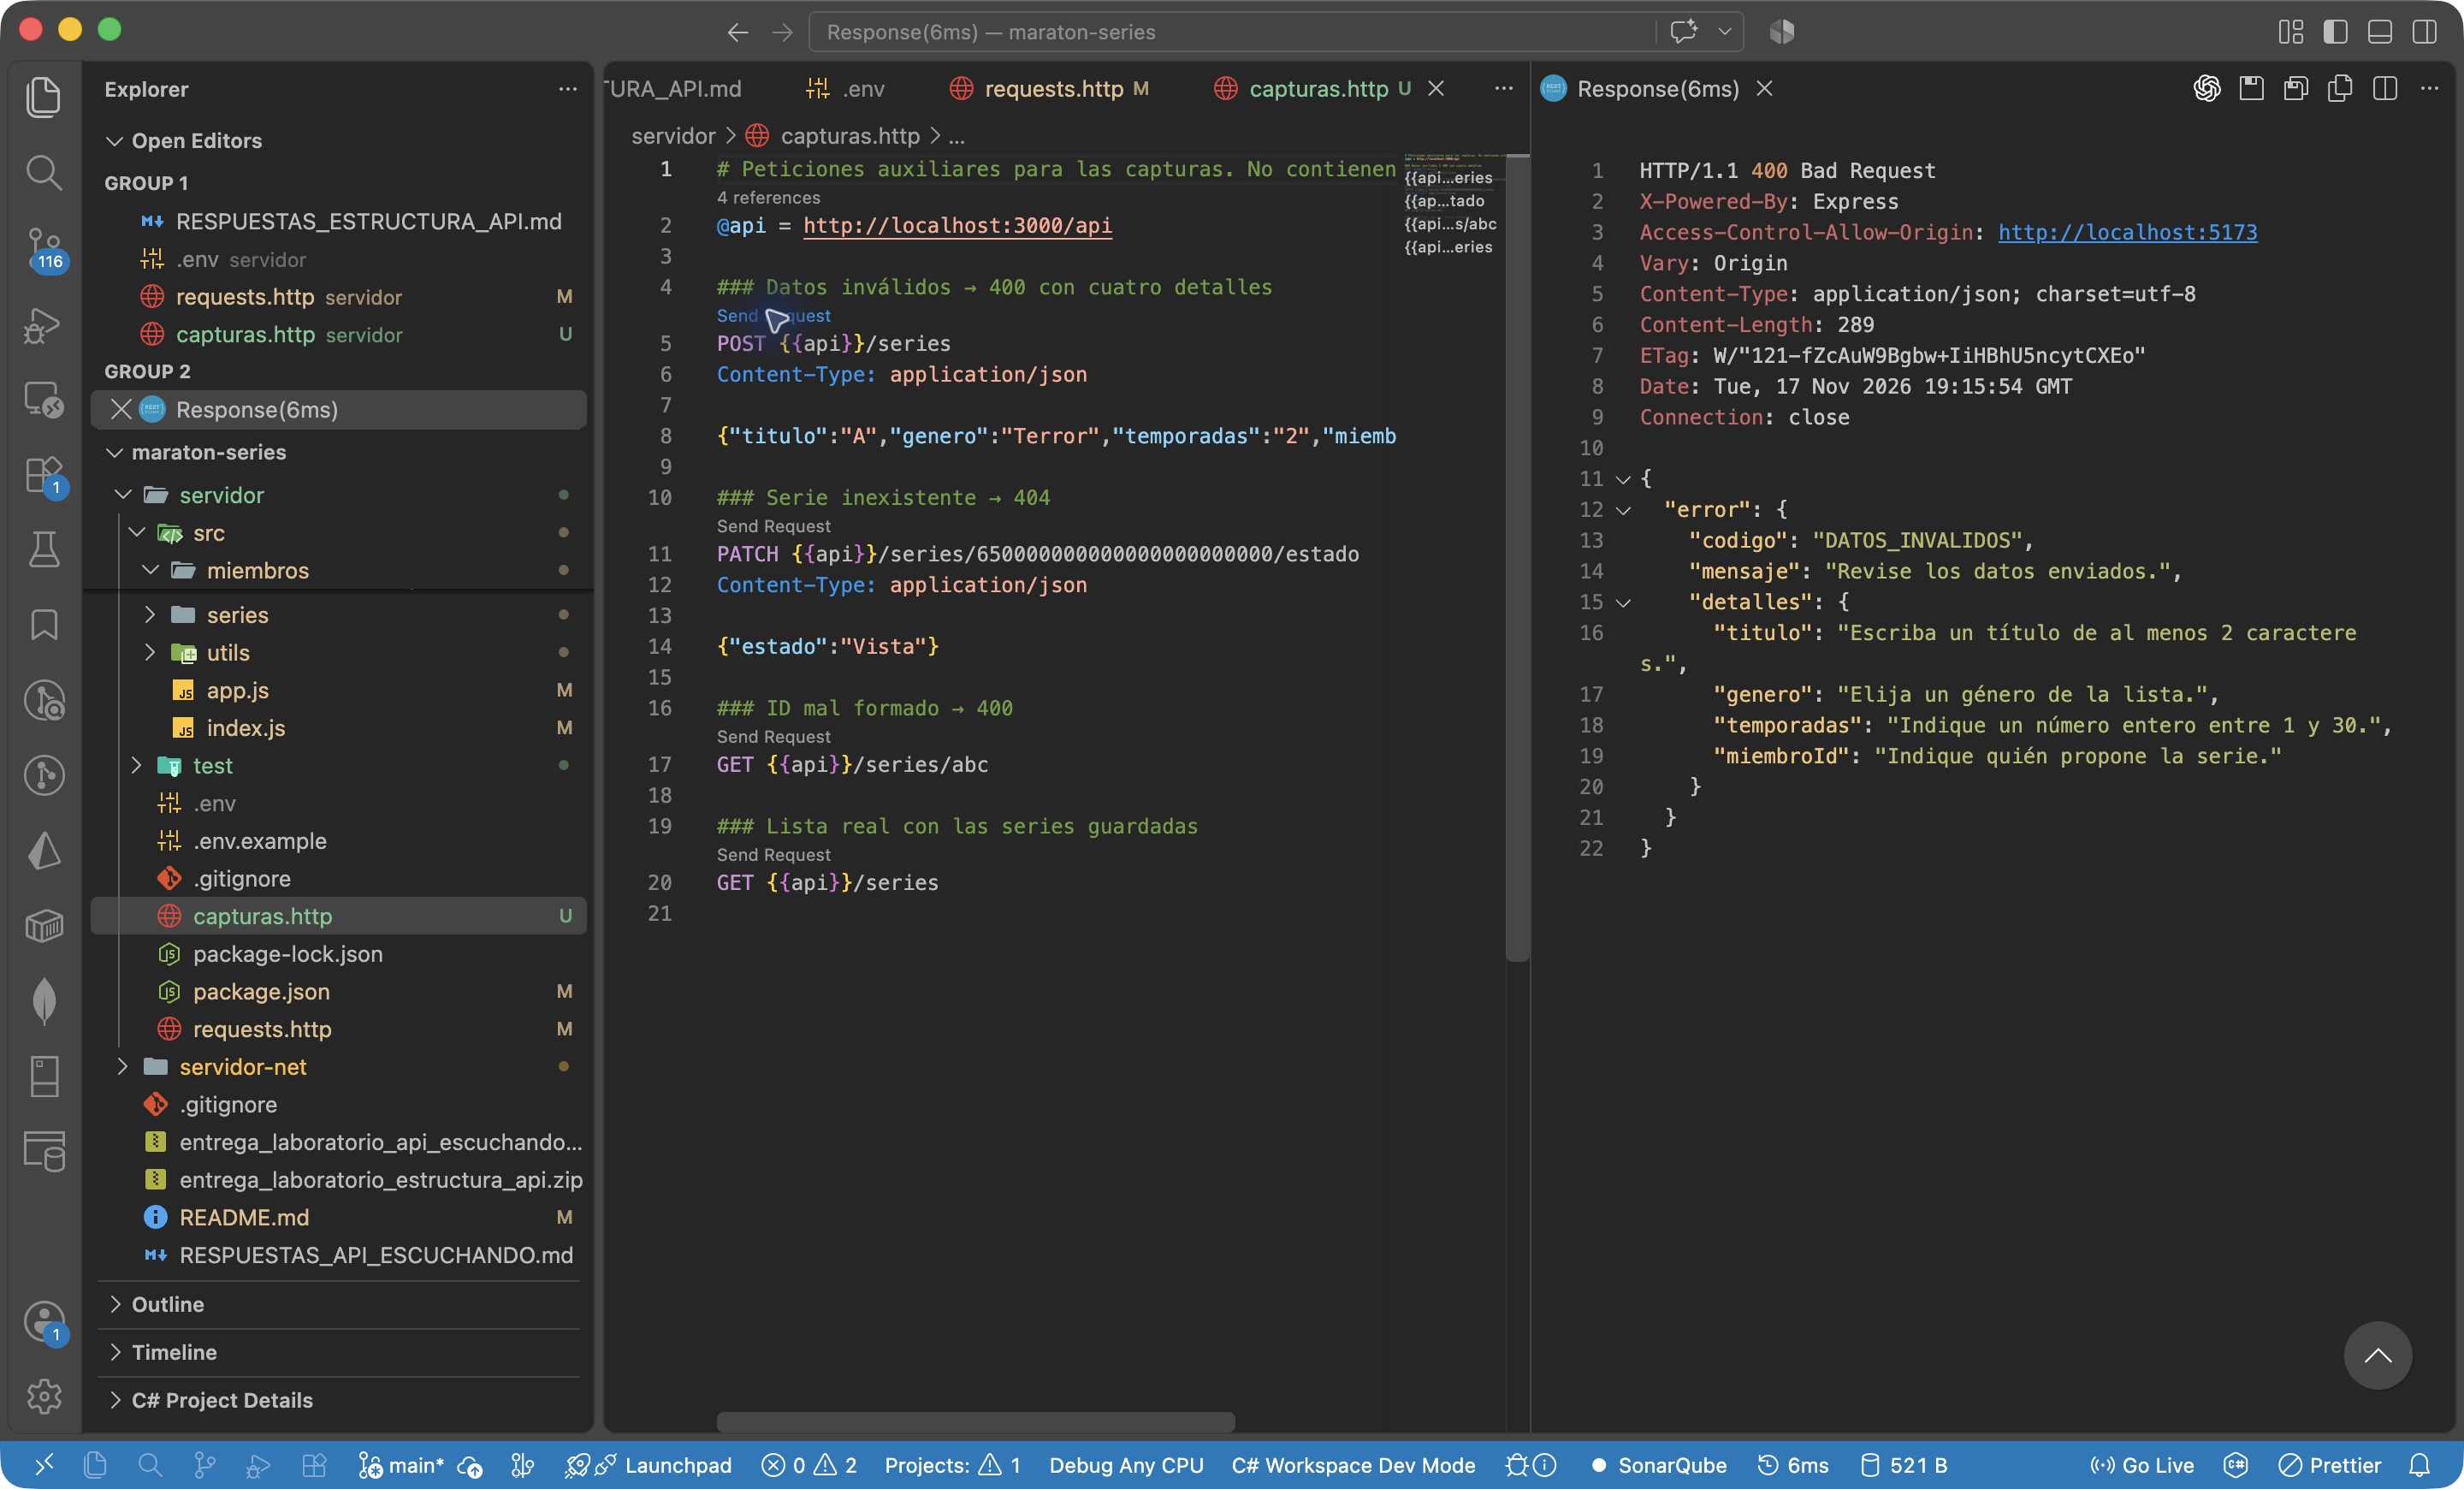 Response(6ms) — maraton-series
Explorer
Open Editors
GROUP 1
RESPUESTAS_ESTRUCTURA_API.md
.env servidor
requests.http servidor M
capturas.http servidor U
GROUP 2
Response(6ms)
maraton-series
servidor
src
miembros
series
utils
app.js M
index.js M
test
.env
.env.example
.gitignore
capturas.http U
package-lock.json
package.json M
requests.http M
servidor-net
.gitignore
entrega_laboratorio_api_escuchando...
entrega_laboratorio_estructura_api.zip
README.md M
RESPUESTAS_API_ESCUCHANDO.md
Outline
Timeline
C# Project Details
116
1
1
TURA_API.md .env requests.http M capturas.http U
servidor > capturas.http > ...
1 # Peticiones auxiliares para las capturas. No contienen
4 references
2 @api = http://localhost:3000/api
3
4 ### Datos inválidos → 400 con cuatro detalles
Send Request
5 POST {{api}}/series
6 Content-Type: application/json
7
8 {"titulo":"A","genero":"Terror","temporadas":"2","miemb
9
10 ### Serie inexistente → 404
Send Request
11 PATCH {{api}}/series/650000000000000000000000/estado
12 Content-Type: application/json
13
14 {"estado":"Vista"}
15
16 ### ID mal formado → 400
Send Request
17 GET {{api}}/series/abc
18
19 ### Lista real con las series guardadas
Send Request
20 GET {{api}}/series
21
{{api...eries
{{ap...tado
{{api...s/abc
{{api...eries
Response(6ms)
1 HTTP/1.1 400 Bad Request
2 X-Powered-By: Express
3 Access-Control-Allow-Origin: http://localhost:5173
4 Vary: Origin
5 Content-Type: application/json; charset=utf-8
6 Content-Length: 289
7 ETag: W/"121-fZcAuW9Bgbw+IiHBhU5ncytCXEo"
8 Date: Tue, 17 Nov 2026 19:15:54 GMT
9 Connection: close
10
11 {
12 "error": {
13 "codigo": "DATOS_INVALIDOS",
14 "mensaje": "Revise los datos enviados.",
15 "detalles": {
16 "titulo": "Escriba un título de al menos 2 caractere
s.",
17 "genero": "Elija un género de la lista.",
18 "temporadas": "Indique un número entero entre 1 y 30.",
19 "miembroId": "Indique quién propone la serie."
20 }
21 }
22 }
main* Launchpad 0 2 Projects: 1 Debug Any CPU C# Workspace Dev Mode SonarQube 6ms 521 B Go Live Prettier